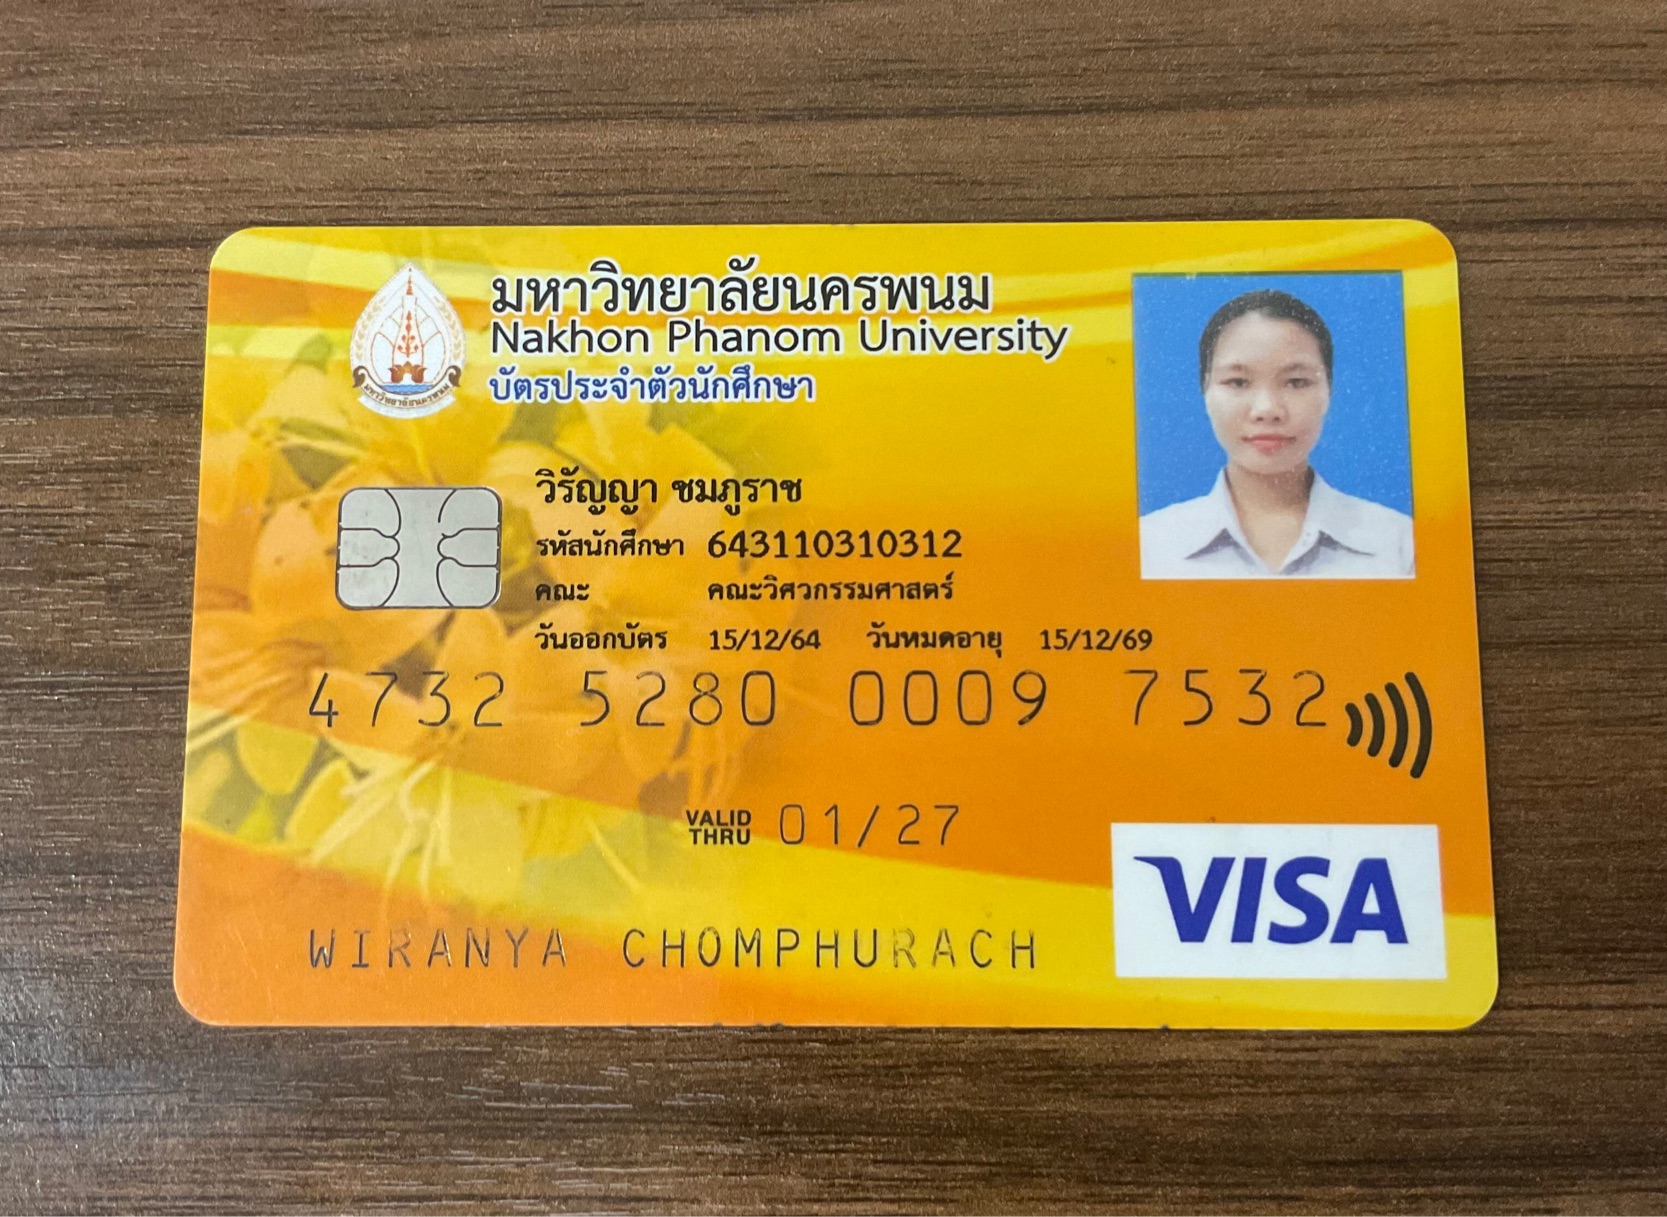 มหาวิทยาลัยนครพนม
Nakhon Phanom University
บัตรประจำตัวนักศึกษา
มหาวิทยาลัยนครพนม
วิรัญญา ชมภูราช
รหัสนักศึกษา 643110310312
คณะ คณะวิศวกรรมศาสตร์
วันออกบัตร 15/12/64 วันหมดอายุ 15/12/69
4732 5280 0009 7532
VALID THRU 01/27
WIRANYA CHOMPHURACH
VISA